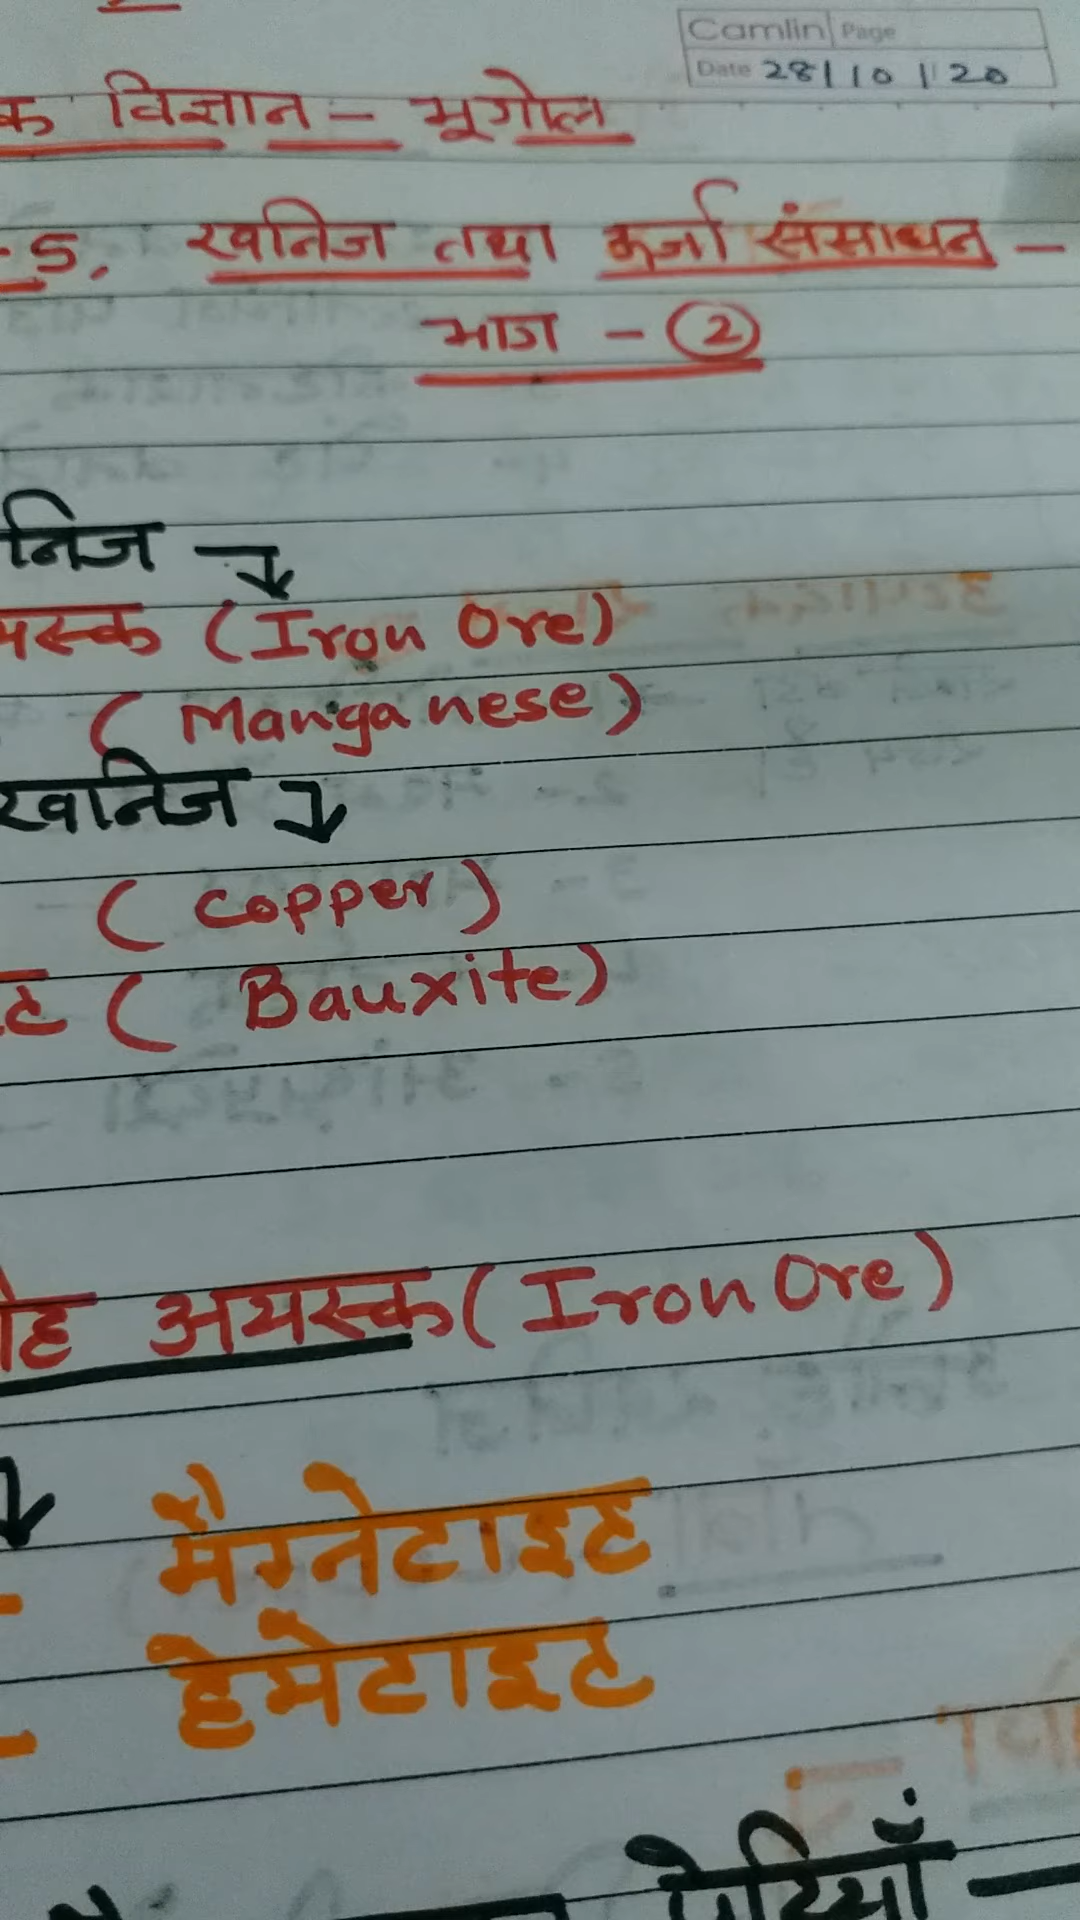 Camlin Page
Date 28/10/20
क विज्ञान - भूगोल
-5. खनिज तथा ऊर्जा संसाधन -
भाग - 2
निज →
यस्क (Iron Ore)
(Manganese)
खनिज →
(Copper)
ट (Bauxite)
ह अयस्क (Iron Ore)
मैग्नेटाइट
हेमेटाइट
पेटियाँ -